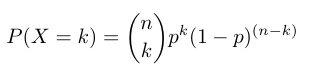 P(X = k) = \binom{n}{k} p^k (1 − p)^{(n−k)}